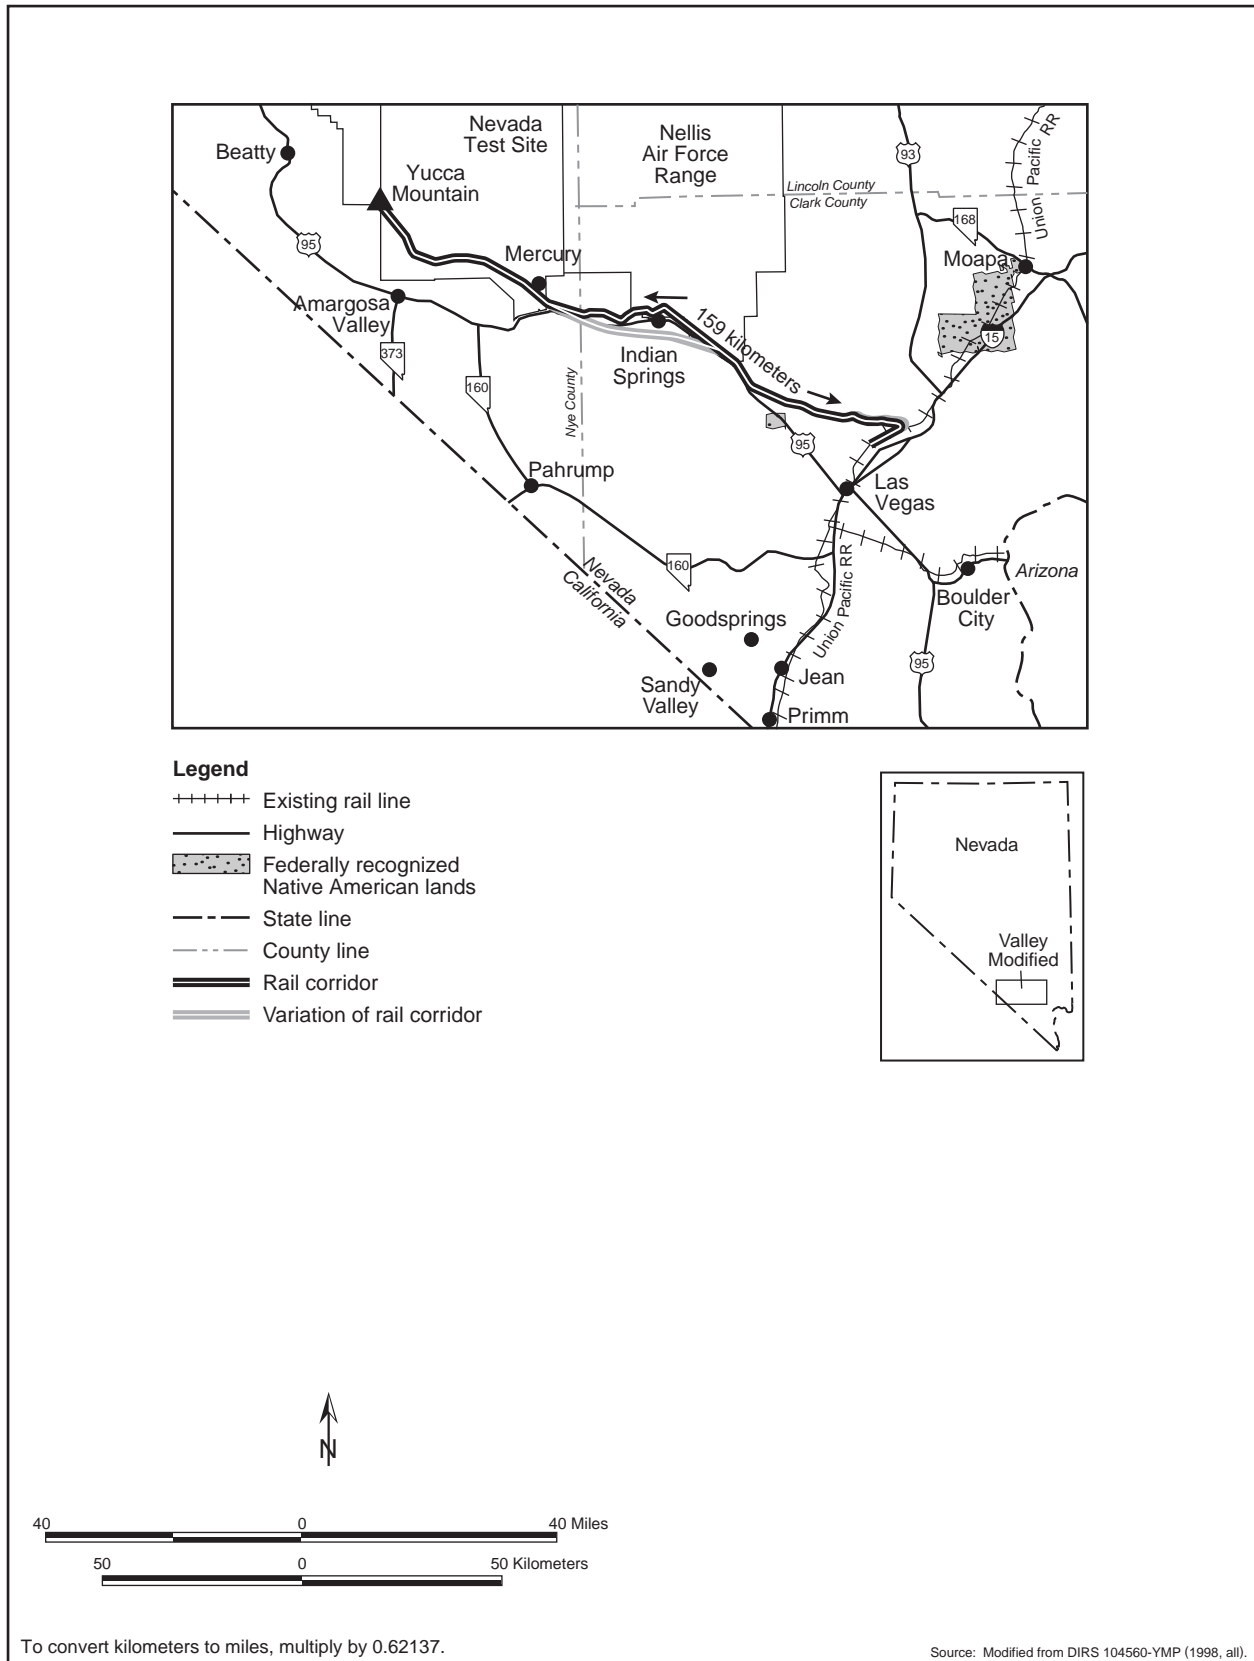 Nevada
Test Site
Nellis
Air Force
Range
Beatty
Yucca
Mountain
93
Union Pacific RR
Lincoln County
Clark County
168
95
Mercury
Moapa
Amargosa
Valley
159 kilometers
15
373
Indian
Springs
160
Nye County
95
Pahrump
Las
Vegas
160
Nevada
California
Union Pacific RR
Arizona
Boulder
City
Goodsprings
95
Sandy
Valley
Jean
Primm
Legend
Existing rail line
Highway
Federally recognized
Native American lands
State line
County line
Rail corridor
Variation of rail corridor
Nevada
Valley
Modified
N
40 0 40 Miles
50 0 50 Kilometers
To convert kilometers to miles, multiply by 0.62137.
Source: Modified from DIRS 104560-YMP (1998, all).